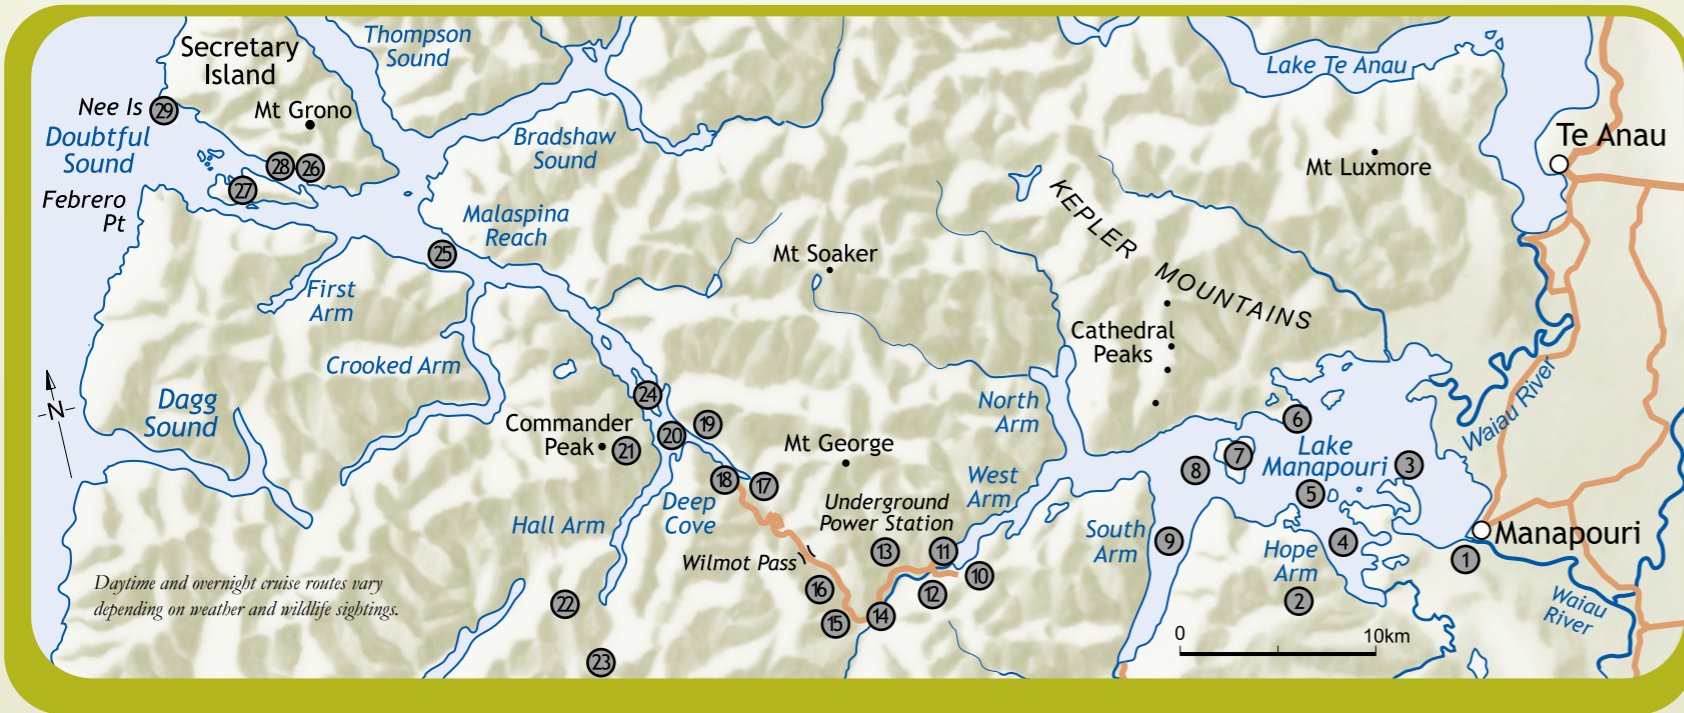 Thompson
Sound
Secretary
Island
Lake Te Anau
Nee Is
29
Mt Grono
Te Anau
Doubtful
Sound
Bradshaw
Sound
Mt Luxmore
28
26
27
Febrero
Pt
KEPLER MOUNTAINS
Malaspina
Reach
25
Mt Soaker
First
Arm
Cathedral
Peaks
Crooked Arm
N
Dagg
Sound
24
North
Arm
Waiau River
6
Commander
Peak
21
20
19
Mt George
Lake
Manapouri
7
8
3
18
17
West
Arm
5
Hall Arm
Deep
Cove
Underground
Power Station
South
Arm
9
4
Manapouri
1
Wilmot Pass
13
11
10
Hope
Arm
2
Daytime and overnight cruise routes vary
depending on weather and wildlife sightings.
22
16
12
15
14
Waiau
River
0
10km
23